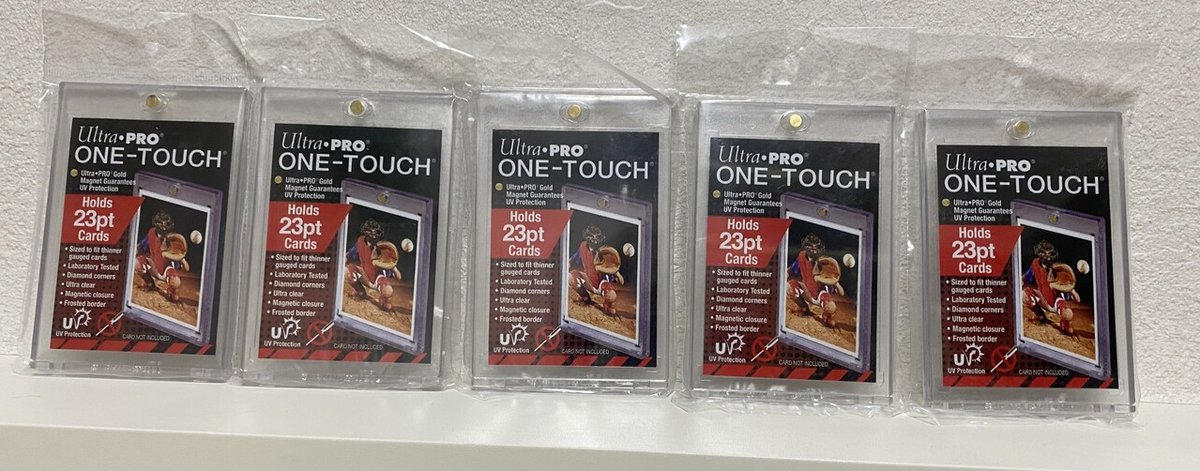 Ultra•PRO®
ONE-TOUCH®
Ultra•PRO® Gold
Magnet Guarantees
UV Protection
Holds
23pt
Cards
• Sized to fit thinner
gauged cards
• Laboratory Tested
• Diamond corners
• Ultra clear
• Magnetic closure
• Frosted border
UV
UV Protection
CARD NOT INCLUDED
Ultra•PRO®
ONE-TOUCH®
Ultra•PRO® Gold
Magnet Guarantees
UV Protection
Holds
23pt
Cards
• Sized to fit thinner
gauged cards
• Laboratory Tested
• Diamond corners
• Ultra clear
• Magnetic closure
• Frosted border
UV
UV Protection
CARD NOT INCLUDED
Ultra•PRO®
ONE-TOUCH®
Ultra•PRO® Gold
Magnet Guarantees
UV Protection
Holds
23pt
Cards
• Sized to fit thinner
gauged cards
• Laboratory Tested
• Diamond corners
• Ultra clear
• Magnetic closure
• Frosted border
UV
UV Protection
CARD NOT INCLUDED
Ultra•PRO®
ONE-TOUCH®
Ultra•PRO® Gold
Magnet Guarantees
UV Protection
Holds
23pt
Cards
• Sized to fit thinner
gauged cards
• Laboratory Tested
• Diamond corners
• Ultra clear
• Magnetic closure
• Frosted border
UV
UV Protection
CARD NOT INCLUDED
Ultra•PRO®
ONE-TOUCH®
Ultra•PRO® Gold
Magnet Guarantees
UV Protection
Holds
23pt
Cards
• Sized to fit thinner
gauged cards
• Laboratory Tested
• Diamond corners
• Ultra clear
• Magnetic closure
• Frosted border
UV
UV Protection
CARD NOT INCLUDED